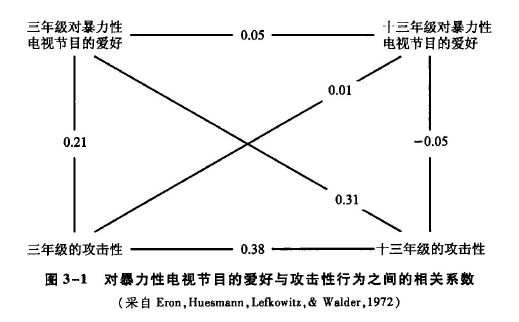 三年级对暴力性
电视节目的爱好
0.05
十三年级对暴力性
电视节目的爱好
0.01
0.21
-0.05
0.31
三年级的攻击性
0.38
十三年级的攻击性
图 3-1 对暴力性电视节目的爱好与攻击性行为之间的相关系数
(采自 Eron,Huesmann,Lefkowitz,& Walder,1972)